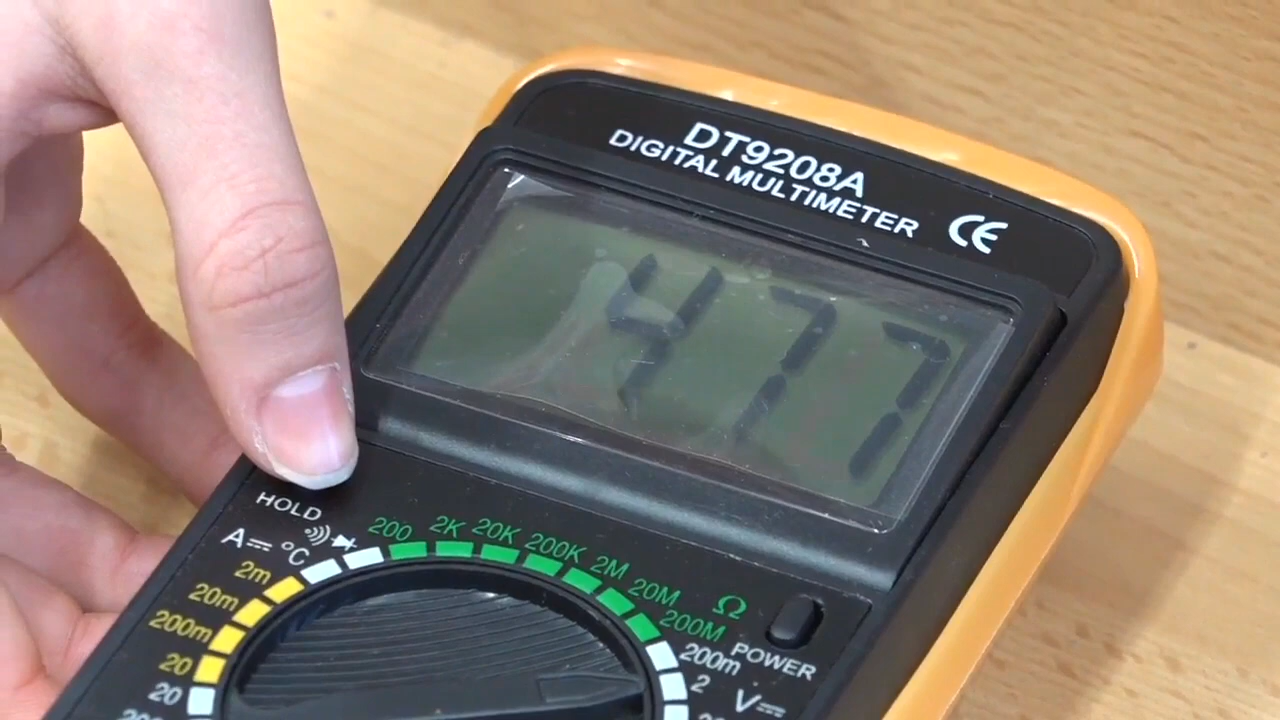 DT9208A
DIGITAL MULTIMETER
CE
477
HOLD
A
°C
200
2K
20K
200K
2M
20M
200M
Ω
2m
20m
200m
20
20
200m
2
V
POWER